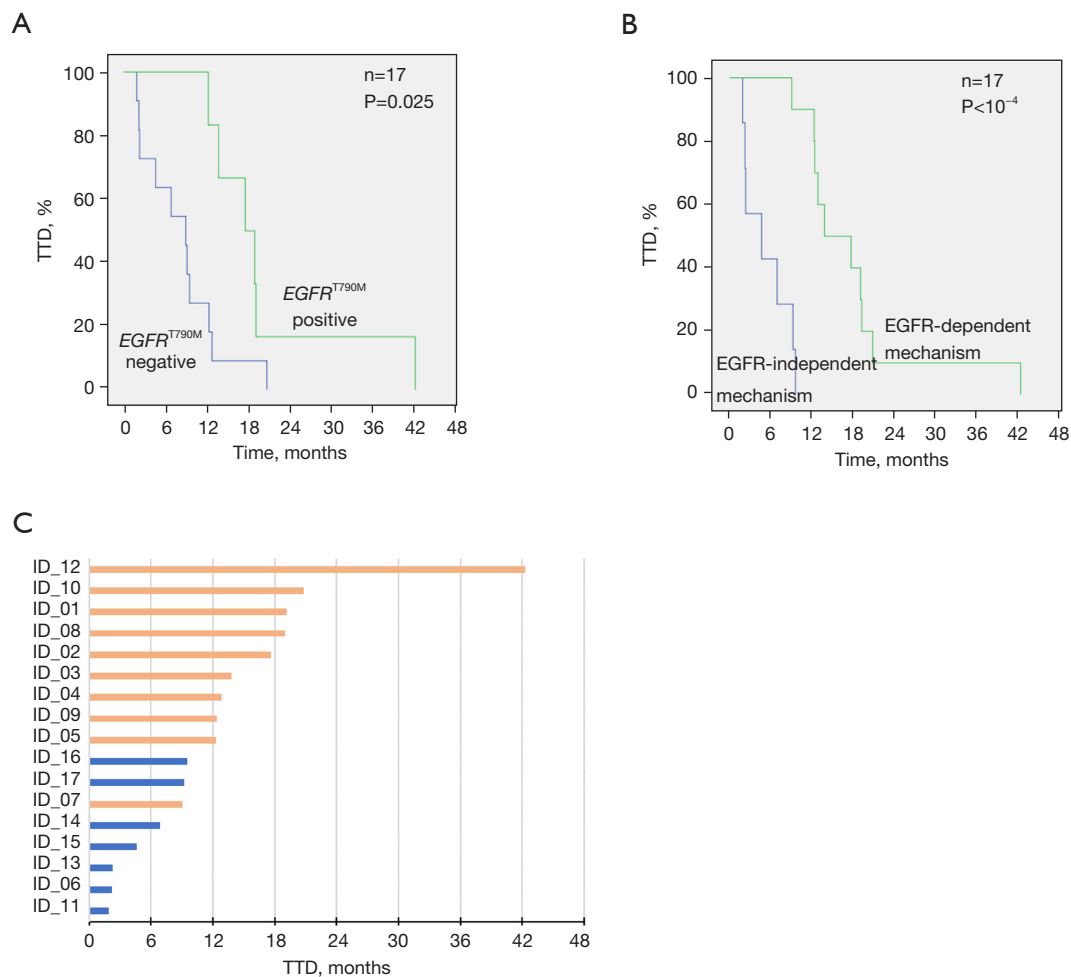 A
100
80
60
40
20
0
TTD, %
n=17
P=0.025
EGFR^T790M
positive
EGFR^T790M
negative
0 6 12 18 24 30 36 42 48
Time, months
B
100
80
60
40
20
0
TTD, %
n=17
P<10⁻⁴
EGFR-dependent
mechanism
EGFR-independent
mechanism
0 6 12 18 24 30 36 42 48
Time, months
C
ID_12
ID_10
ID_01
ID_08
ID_02
ID_03
ID_04
ID_09
ID_05
ID_16
ID_17
ID_07
ID_14
ID_15
ID_13
ID_06
ID_11
0 6 12 18 24 30 36 42 48
TTD, months